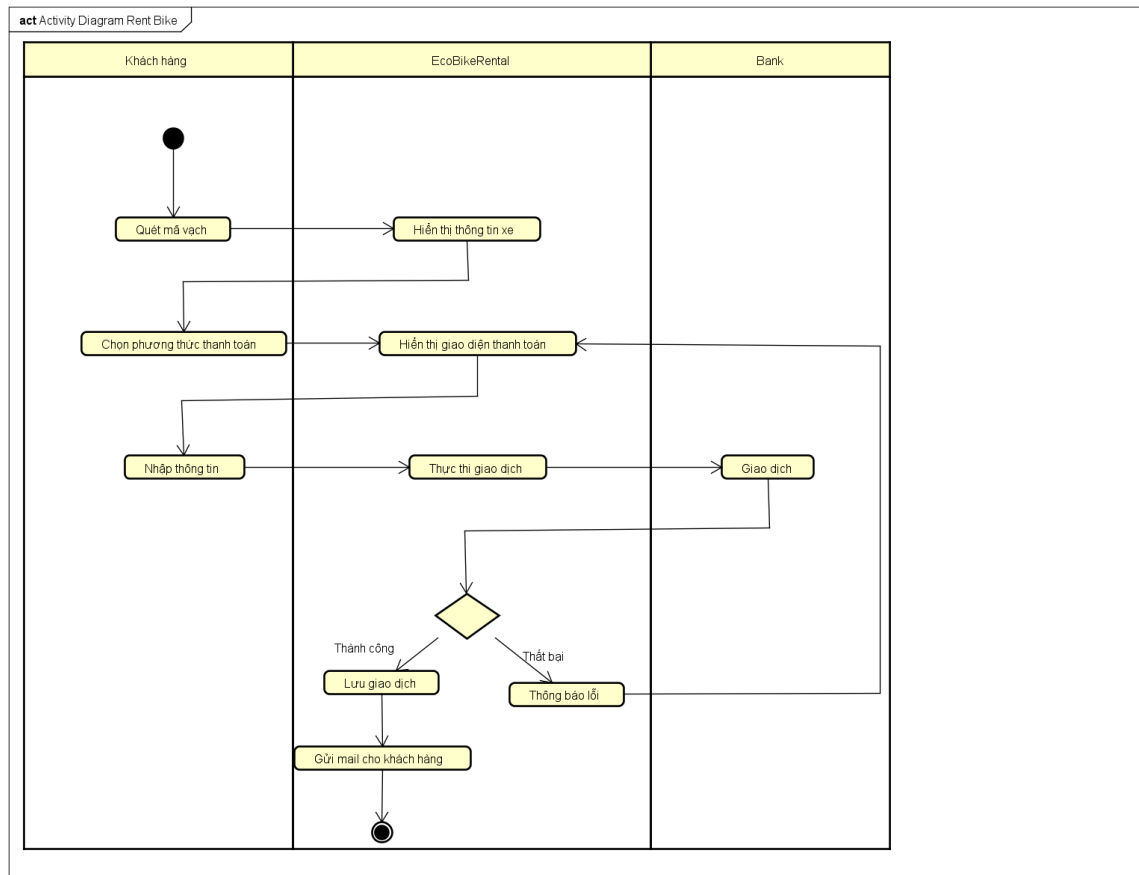 act Activity Diagram Rent Bike
Khách hàng
EcoBikeRental
Bank
Quét mã vạch
Hiển thị thông tin xe
Chọn phương thức thanh toán
Hiển thị giao diện thanh toán
Nhập thông tin
Thực thi giao dịch
Giao dịch
Thành công
Thất bại
Lưu giao dịch
Thông báo lỗi
Gửi mail cho khách hàng